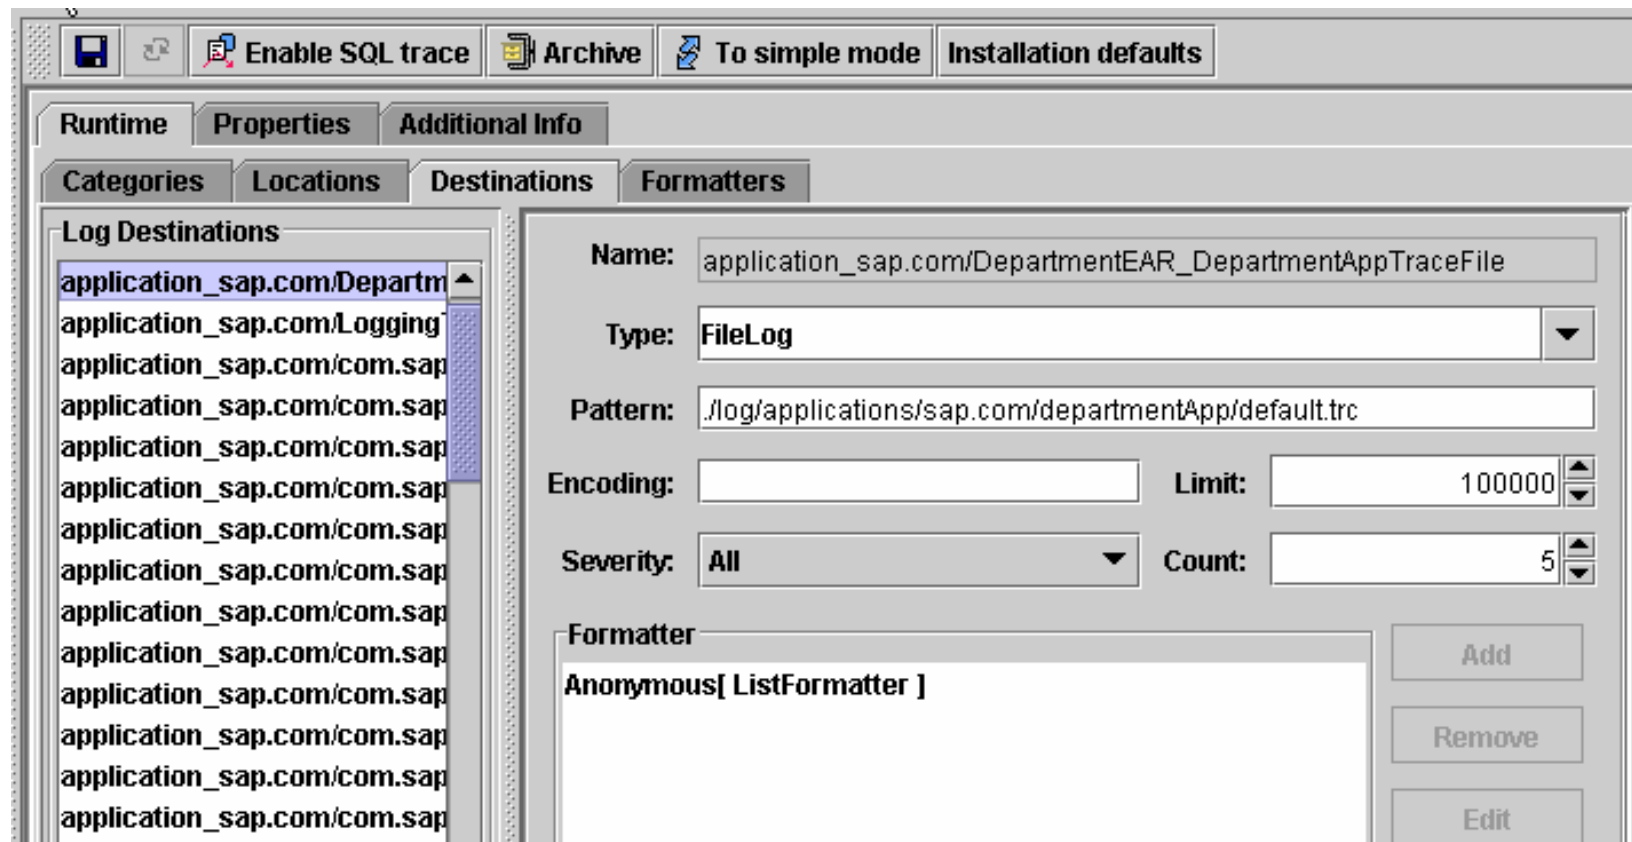 Enable SQL trace Archive To simple mode Installation defaults
Runtime Properties Additional Info
Categories Locations Destinations Formatters
Log Destinations
application_sap.com/Departm
application_sap.com/Logging
application_sap.com/com.sap
application_sap.com/com.sap
application_sap.com/com.sap
application_sap.com/com.sap
application_sap.com/com.sap
application_sap.com/com.sap
application_sap.com/com.sap
application_sap.com/com.sap
application_sap.com/com.sap
application_sap.com/com.sap
application_sap.com/com.sap
application_sap.com/com.sap
Name: application_sap.com/DepartmentEAR_DepartmentAppTraceFile
Type: FileLog
Pattern: ./log/applications/sap.com/departmentApp/default.trc
Encoding: Limit: 100000
Severity: All Count: 5
Formatter
Anonymous[ ListFormatter ]
Add
Remove
Edit